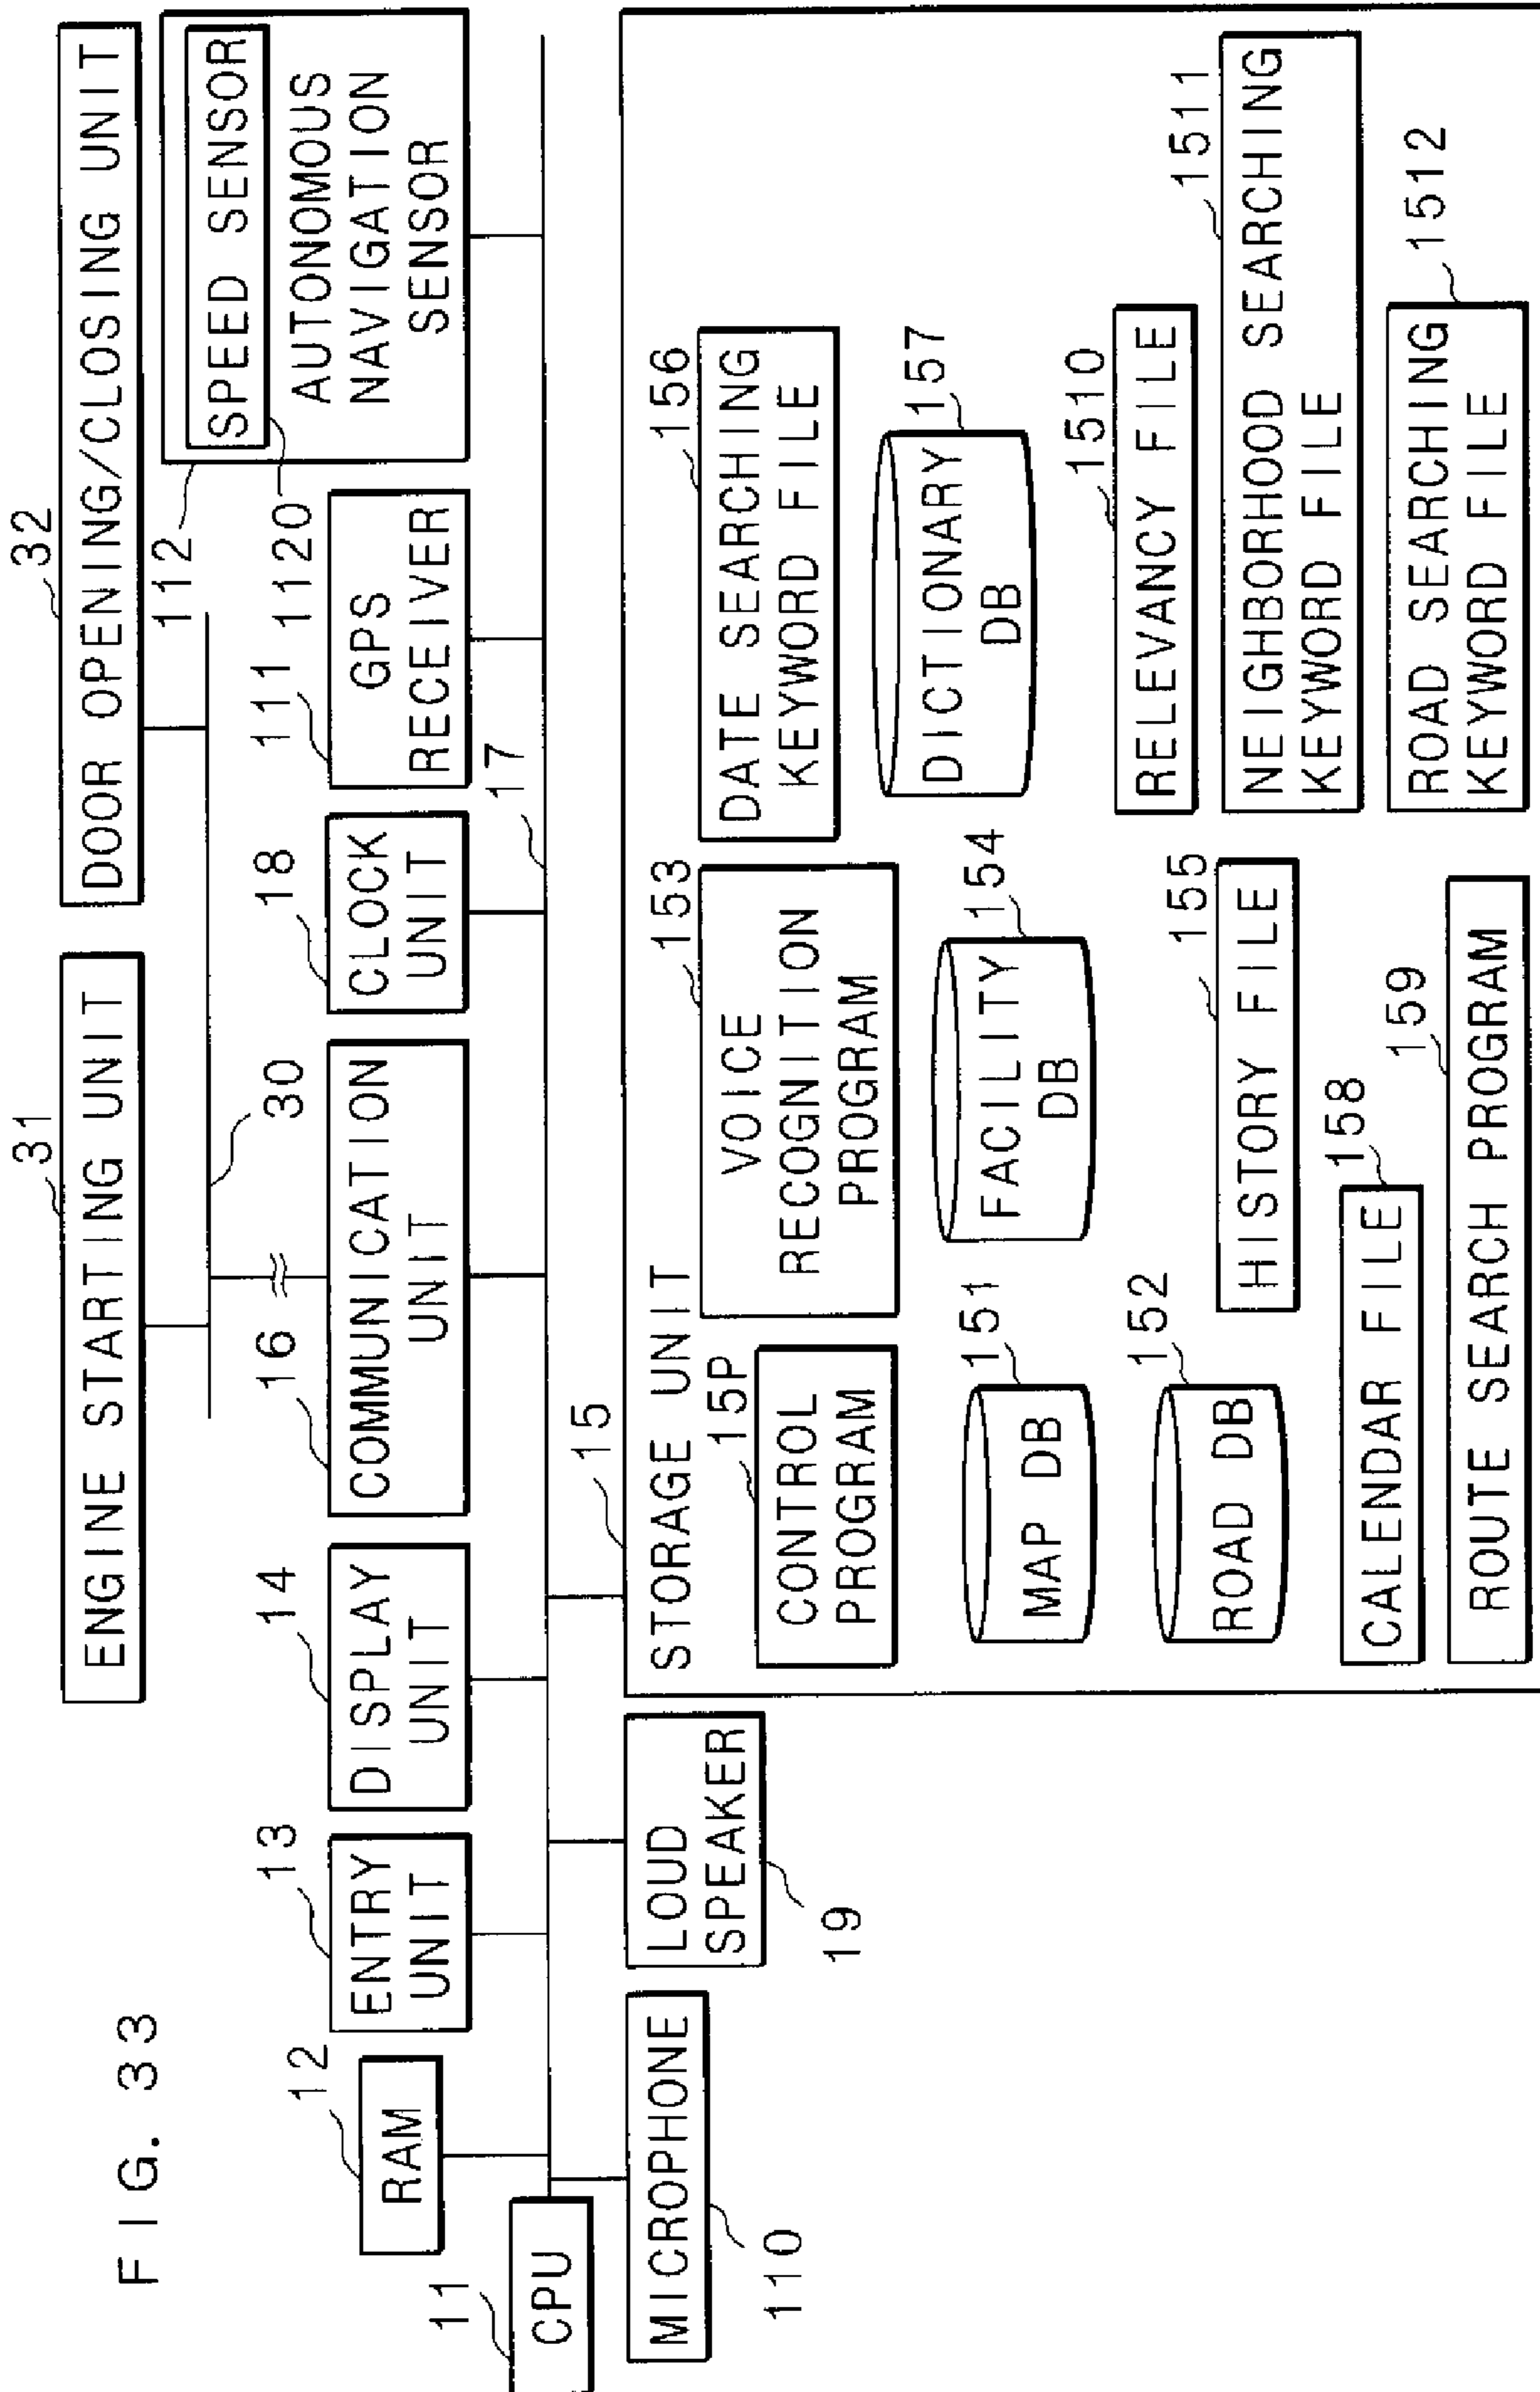 FIG. 33
31
ENGINE STARTING UNIT
32
DOOR OPENING/CLOSING UNIT
30
112
1120
SPEED SENSOR
AUTONOMOUS
NAVIGATION
SENSOR
11
CPU
12
RAM
13
ENTRY
UNIT
14
DISPLAY
UNIT
16
COMMUNICATION
UNIT
18
CLOCK
UNIT
111
GPS
RECEIVER
17
110
MICROPHONE
19
LOUD
SPEAKER
15
STORAGE UNIT
15P
CONTROL
PROGRAM
153
VOICE
RECOGNITION
PROGRAM
156
DATE SEARCHING
KEYWORD FILE
151
MAP DB
154
FACILITY
DB
157
DICTIONARY
DB
152
ROAD DB
155
HISTORY FILE
1510
RELEVANCY FILE
1511
NEIGHBORHOOD SEARCHING
KEYWORD FILE
158
CALENDAR FILE
159
ROUTE SEARCH PROGRAM
1512
ROAD SEARCHING
KEYWORD FILE